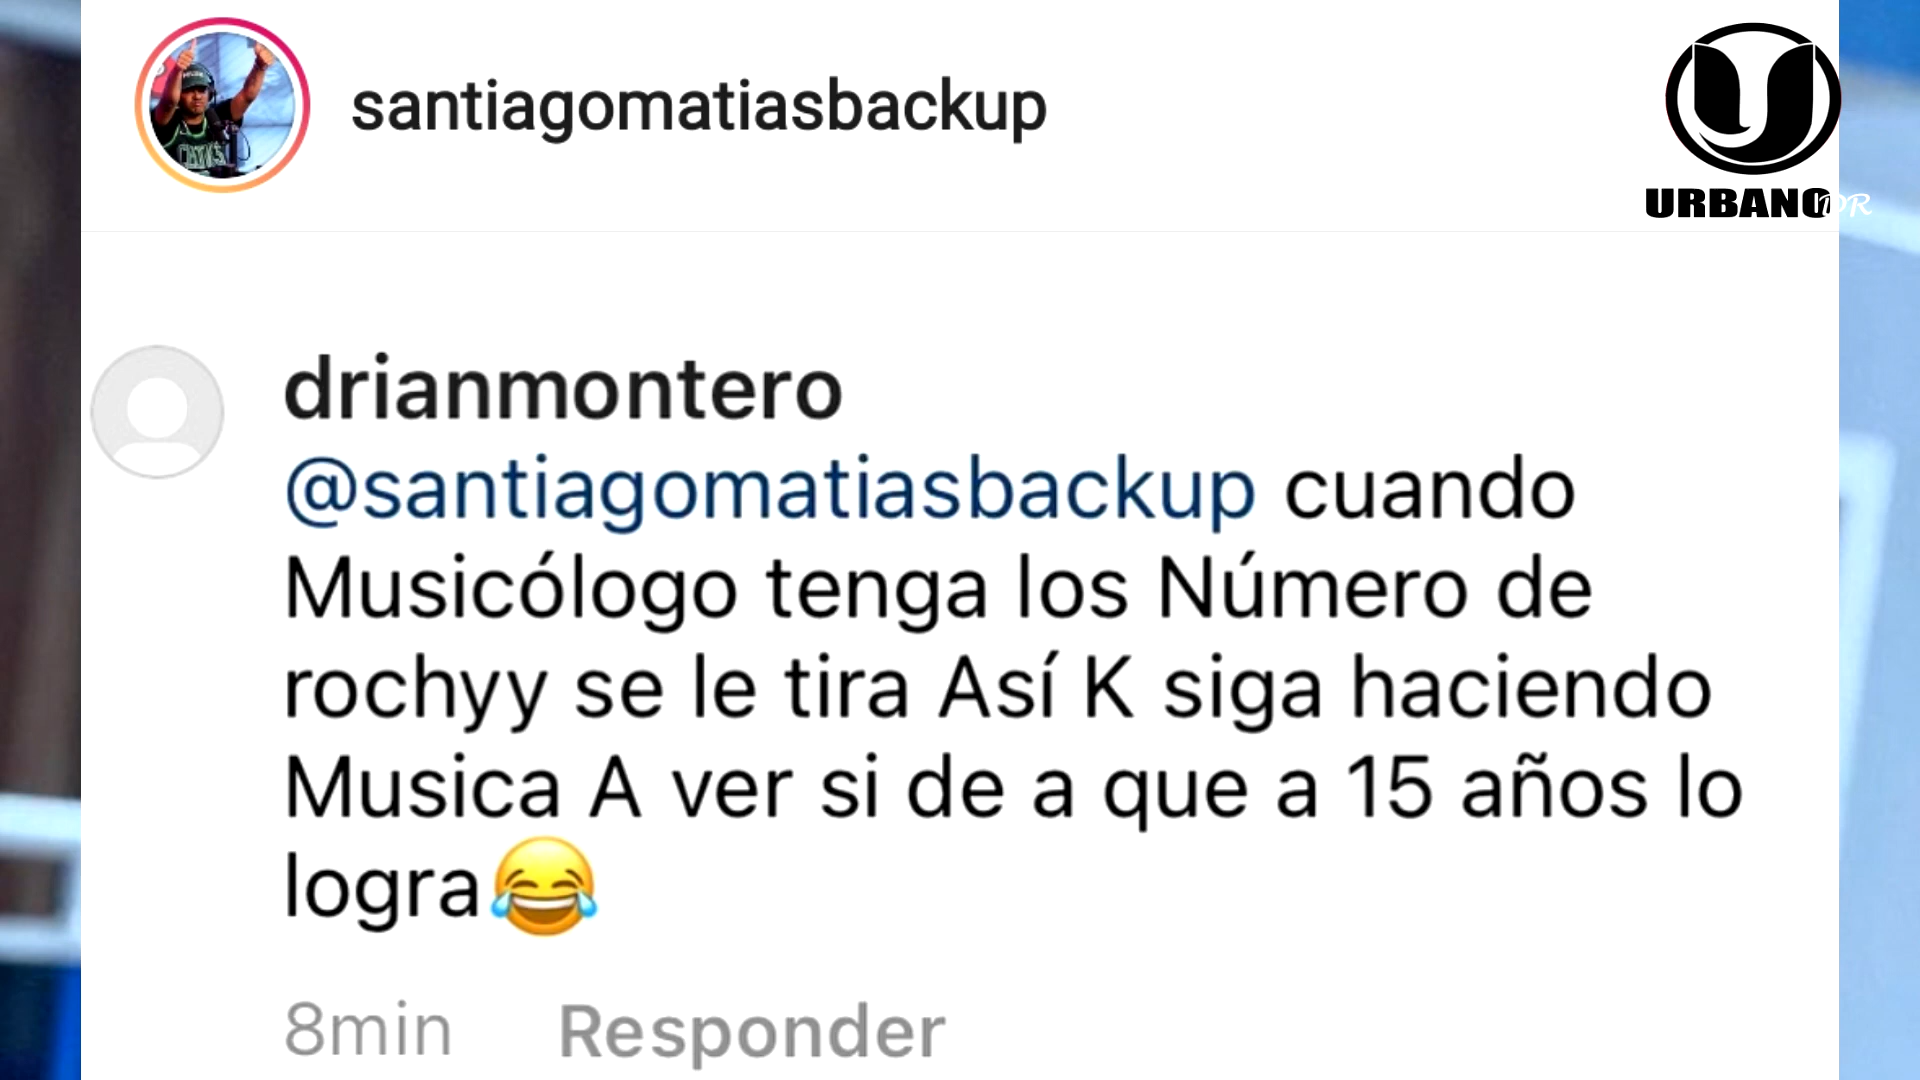 santiagomatiasbackup
URBANO DR
drianmontero
@santiagomatiasbackup cuando
Musicólogo tenga los Número de
rochyy se le tira Así K siga haciendo
Musica A ver si de a que a 15 años lo
logra😂
8min Responder